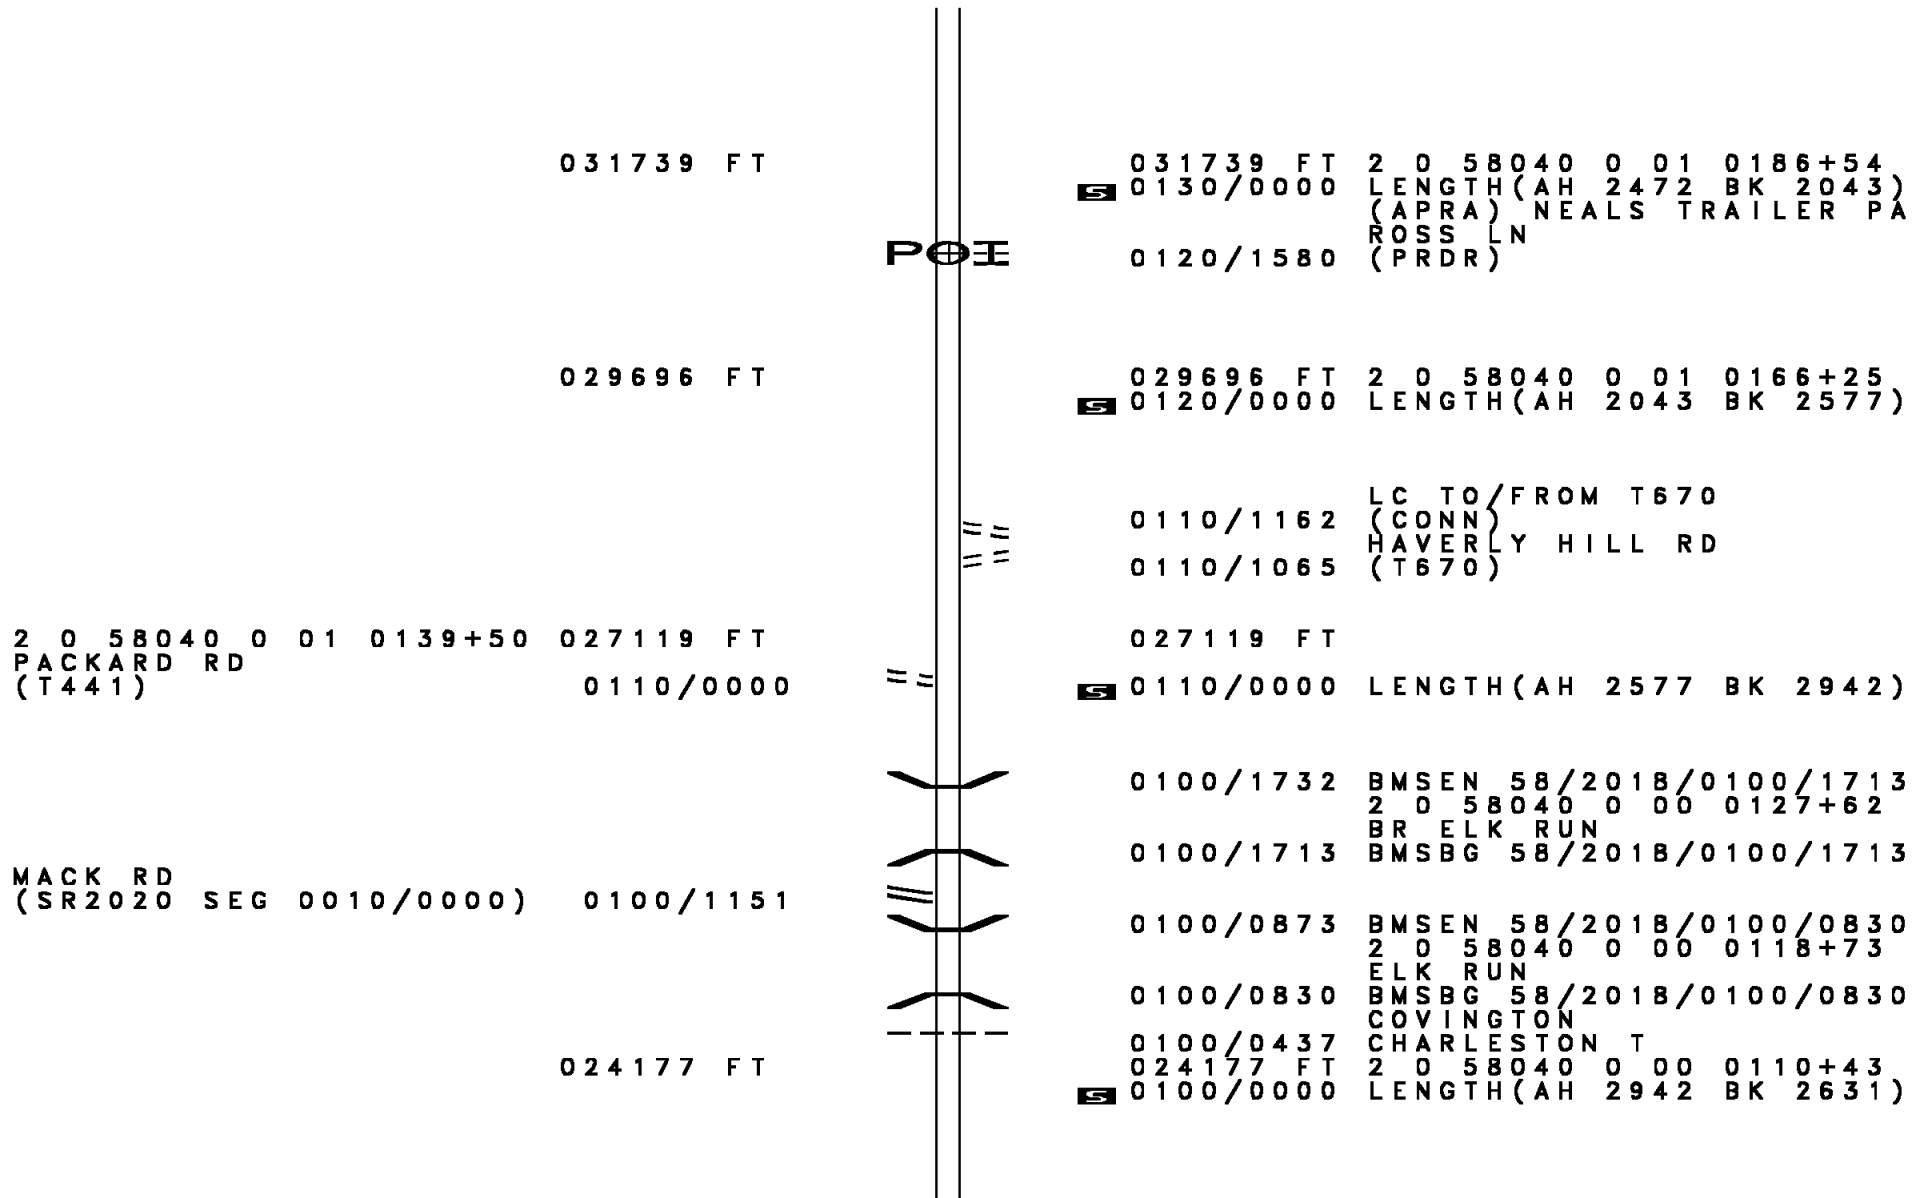 031739 FT 031739 FT 2 0 58040 0 01 0186+54
S 0130/0000 LENGTH(AH 2472 BK 2043)
(APRA) NEALS TRAILER PA
ROSS LN
POI 0120/1580 (PRDR)
029696 FT 029696 FT 2 0 58040 0 01 0166+25
S 0120/0000 LENGTH(AH 2043 BK 2577)
LC TO/FROM T670
0110/1162 (CONN)
HAVERLY HILL RD
0110/1065 (T670)
2 0 58040 0 01 0139+50 027119 FT 027119 FT
PACKARD RD
(T441) 0110/0000 S 0110/0000 LENGTH(AH 2577 BK 2942)
0100/1732 BMSEN 58/2018/0100/1713
2 0 58040 0 00 0127+62
BR ELK RUN
0100/1713 BMSBG 58/2018/0100/1713
MACK RD
(SR2020 SEG 0010/0000) 0100/1151
0100/0873 BMSEN 58/2018/0100/0830
2 0 58040 0 00 0118+73
ELK RUN
0100/0830 BMSBG 58/2018/0100/0830
COVINGTON
0100/0437 CHARLESTON T
024177 FT 024177 FT 2 0 58040 0 00 0110+43
S 0100/0000 LENGTH(AH 2942 BK 2631)